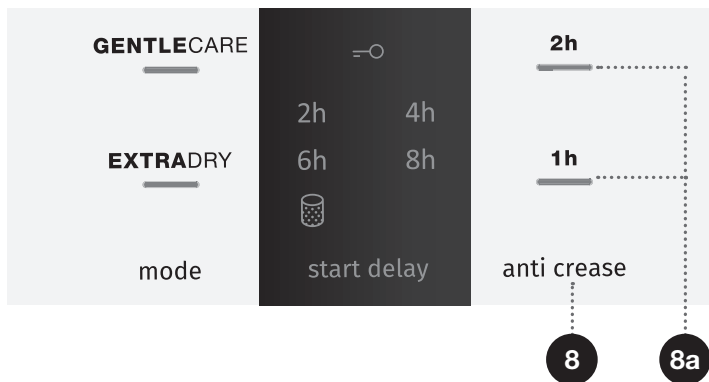 GENTLECARE
2h
2h 4h
EXTRADRY
6h 8h
1h
mode
start delay
anti crease
8
8a